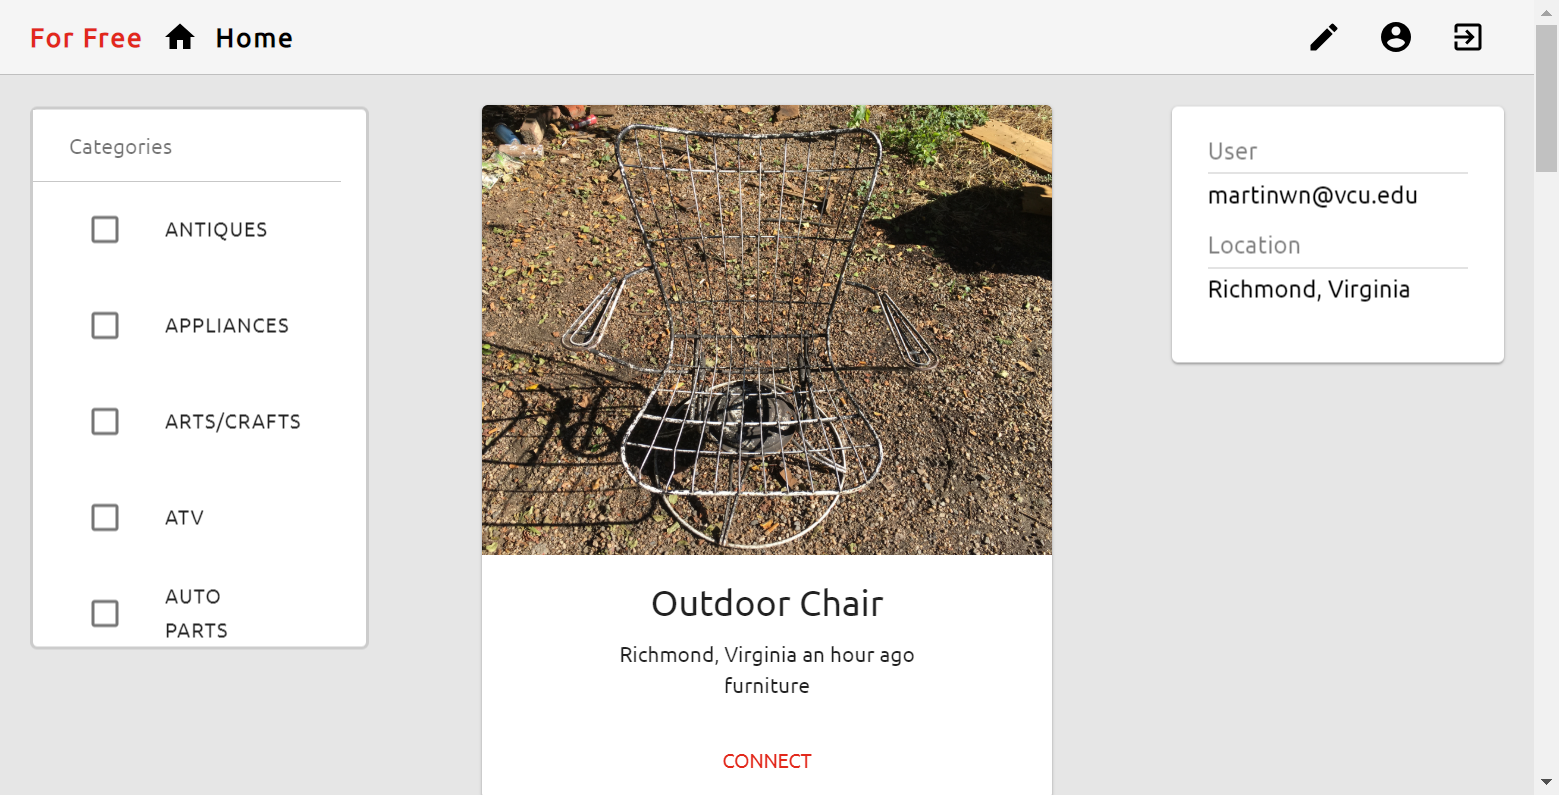 For Free Home
Categories
ANTIQUES
APPLIANCES
ARTS/CRAFTS
ATV
AUTO
PARTS
Outdoor Chair
Richmond, Virginia an hour ago
furniture
CONNECT
User
martinwn@vcu.edu
Location
Richmond, Virginia